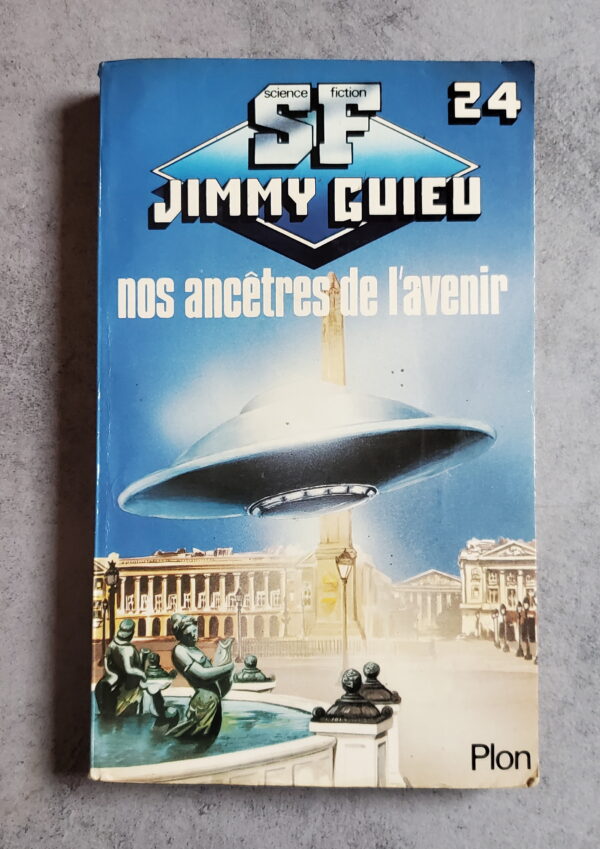 science fiction
SF
24
JIMMY GUIEU
nos ancêtres de l'avenir
Plon